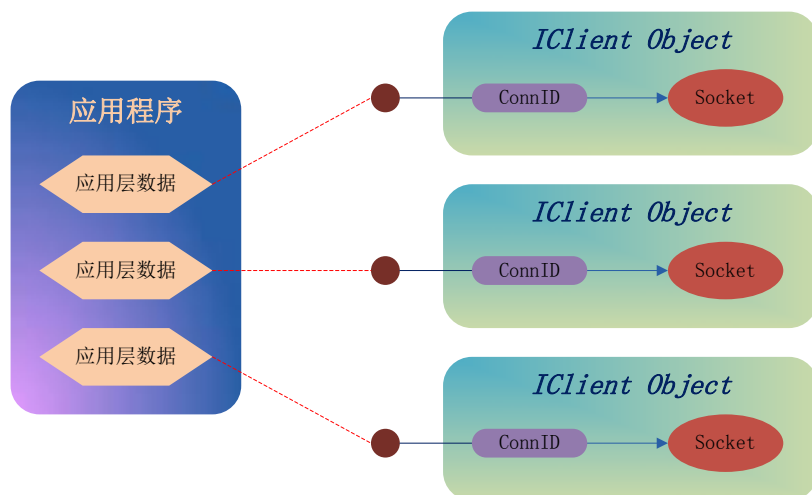 应用程序
应用层数据
应用层数据
应用层数据
IClient Object
ConnID
Socket
IClient Object
ConnID
Socket
IClient Object
ConnID
Socket